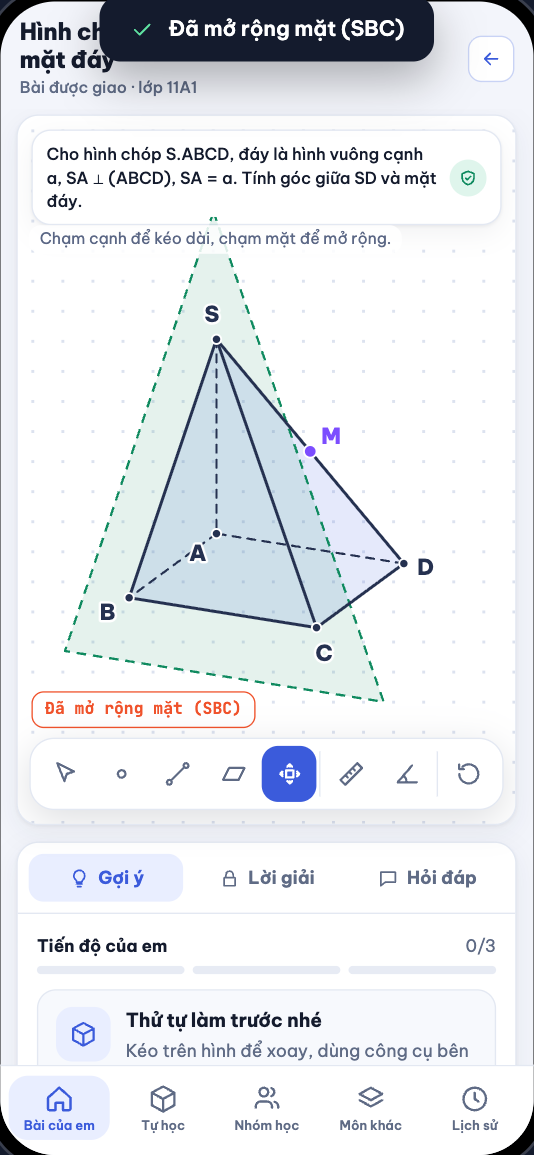 Đã mở rộng mặt (SBC)
Hình ch
mặt đáy
Bài được giao · lớp 11A1
Cho hình chóp S.ABCD, đáy là hình vuông cạnh
a, SA ⊥ (ABCD), SA = a. Tính góc giữa SD và mặt
đáy.
Chạm cạnh để kéo dài, chạm mặt để mở rộng.
S
M
A
D
B
C
Đã mở rộng mặt (SBC)
Gợi ý
Lời giải
Hỏi đáp
Tiến độ của em
0/3
Thử tự làm trước nhé
Kéo trên hình để xoay, dùng công cụ bên
Bài của em
Tự học
Nhóm học
Môn khác
Lịch sử